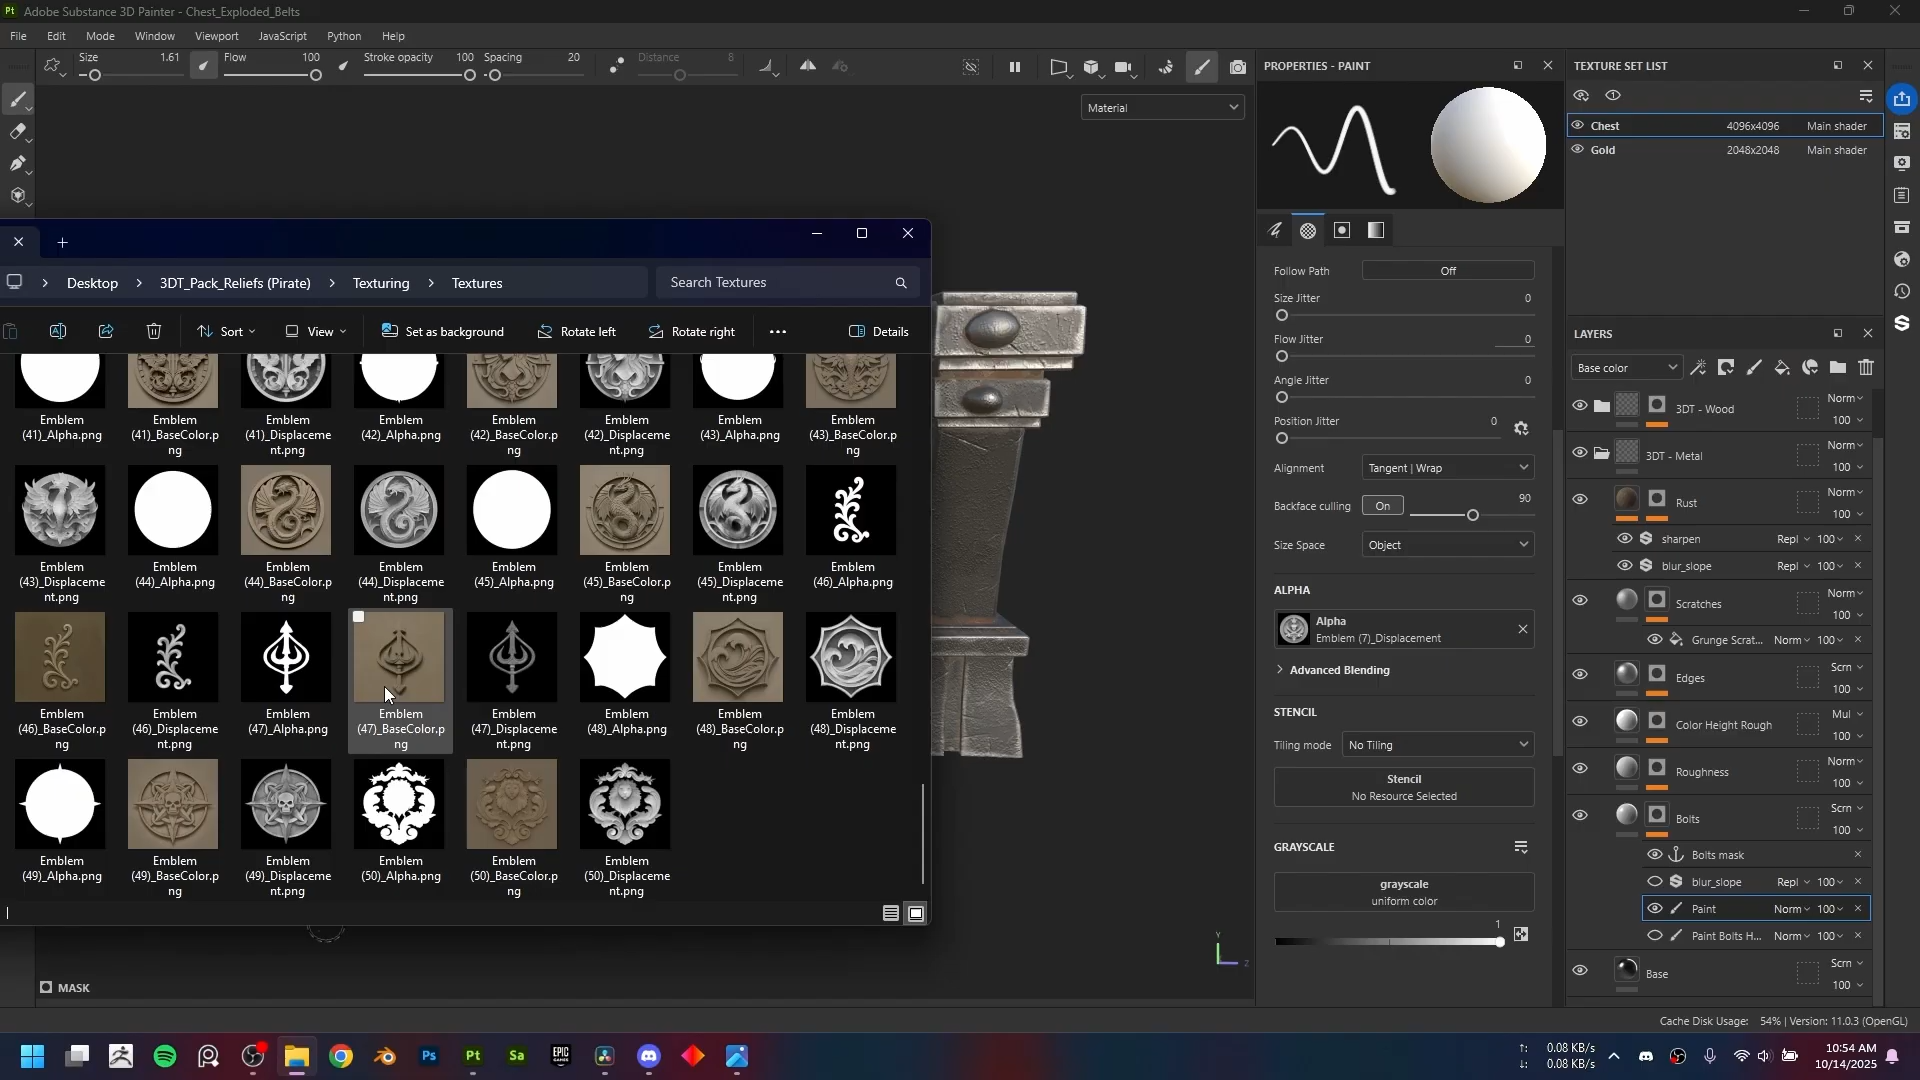 Pt Adobe Substance 3D Painter - Chest_Exploded_Belts
File Edit Mode Window Viewport JavaScript Python Help
Size 1.61 Flow 100 Stroke opacity 100 Spacing 20 Distance 8
Material
PROPERTIES - PAINT
Follow Path Off
Size Jitter 0
Flow Jitter 0
Angle Jitter 0
Position Jitter 0
Alignment Tangent | Wrap
Backface culling On 90
Size Space Object
ALPHA
Alpha
Emblem (7)_Displacement
Advanced Blending
STENCIL
Tiling mode No Tiling
Stencil
No Resource Selected
GRAYSCALE
grayscale
uniform color
1
TEXTURE SET LIST
Chest 4096x4096 Main shader
Gold 2048x2048 Main shader
LAYERS
Base color
3DT - Wood Norm 100
3DT - Metal Norm 100
Rust Norm 100
sharpen Repl 100
blur_slope Repl 100
Scratches Norm 100
Grunge Scrat... Norm 100
Edges Scrn 100
Color Height Rough Mul 100
Roughness Norm 100
Bolts Scrn 100
Bolts mask
blur_slope Repl 100
Paint Norm 100
Paint Bolts H... Norm 100
Base Scrn 100
Desktop > 3DT_Pack_Reliefs (Pirate) > Texturing > Textures
Search Textures
Sort View Set as background Rotate left Rotate right Details
Emblem (41)_Alpha.png
Emblem (41)_BaseColor.png
Emblem (41)_Displacement.png
Emblem (42)_Alpha.png
Emblem (42)_BaseColor.png
Emblem (42)_Displacement.png
Emblem (43)_Alpha.png
Emblem (43)_BaseColor.png
Emblem (43)_Displacement.png
Emblem (44)_Alpha.png
Emblem (44)_BaseColor.png
Emblem (44)_Displacement.png
Emblem (45)_Alpha.png
Emblem (45)_BaseColor.png
Emblem (45)_Displacement.png
Emblem (46)_Alpha.png
Emblem (46)_BaseColor.png
Emblem (46)_Displacement.png
Emblem (47)_Alpha.png
Emblem (47)_BaseColor.png
Emblem (47)_Displacement.png
Emblem (48)_Alpha.png
Emblem (48)_BaseColor.png
Emblem (48)_Displacement.png
Emblem (49)_Alpha.png
Emblem (49)_BaseColor.png
Emblem (49)_Displacement.png
Emblem (50)_Alpha.png
Emblem (50)_BaseColor.png
Emblem (50)_Displacement.png
Y
Z
MASK
Cache Disk Usage: 54% | Version: 11.0.3 (OpenGL)
Ps Pt Sa EPIC GAMES
↑: 0.08 KB/s
↓: 0.08 KB/s
10:54 AM
10/14/2025